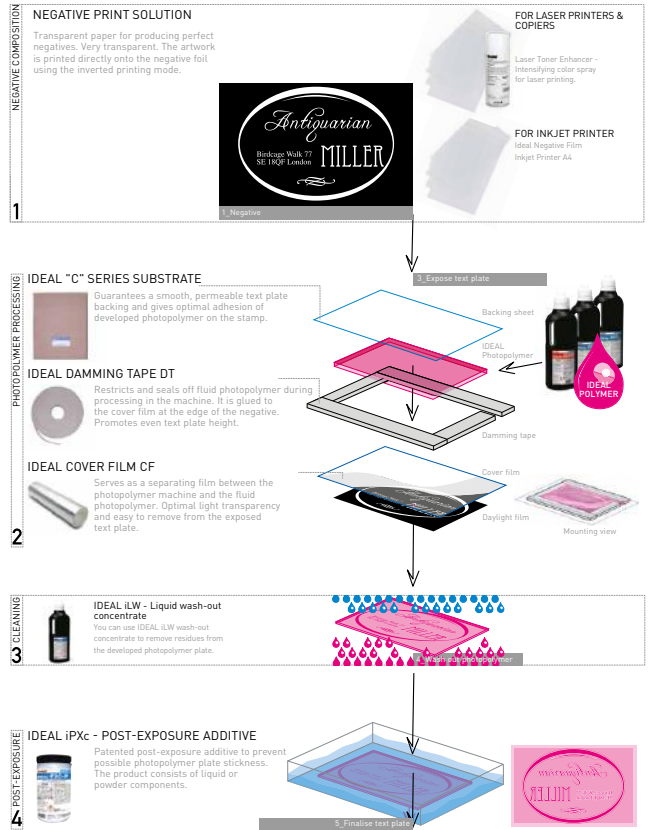 NEGATIVE COMPOSITION
1
NEGATIVE PRINT SOLUTION
Transparent paper for producing perfect
negatives. Very transparent. The artwork
is printed directly onto the negative foil
using the inverted printing mode.
Antiquarian
Birdcage Walk 77
SE 18QF London
MILLER
1_Negative
FOR LASER PRINTERS &
COPIERS
Laser Toner Enhancer -
Intensifying color spray
for laser printing.
FOR INKJET PRINTER
Ideal Negative Film
Inkjet Printer A4
PHOTOPOLYMER PROCESSING
2
IDEAL "C" SERIES SUBSTRATE
Guarantees a smooth, permeable text plate
backing and gives optimal adhesion of
developed photopolymer on the stamp.
IDEAL DAMMING TAPE DT
Restricts and seals off fluid photopolymer during
processing in the machine. It is glued to
the cover film at the edge of the negative.
Promotes even text plate height.
IDEAL COVER FILM CF
Serves as a separating film between the
photopolymer machine and the fluid
photopolymer. Optimal light transparency
and easy to remove from the exposed
text plate.
3_Expose text plate
Backing sheet
IDEAL
Photopolymer
IDEAL
POLYMER
Damming tape
Cover film
Daylight film
Mounting view
CLEANING
3
IDEAL iLW - Liquid wash-out
concentrate
You can use IDEAL iLW wash-out
concentrate to remove residues from
the developed photopolymer plate.
MILLER
4_Wash out photopolymer
POST-EXPOSURE
4
IDEAL iPXc - POST-EXPOSURE ADDITIVE
Patented post-exposure additive to prevent
possible photopolymer plate stickness.
The product consists of liquid or
powder components.
5_Finalise text plate
Antiquarian
MILLER